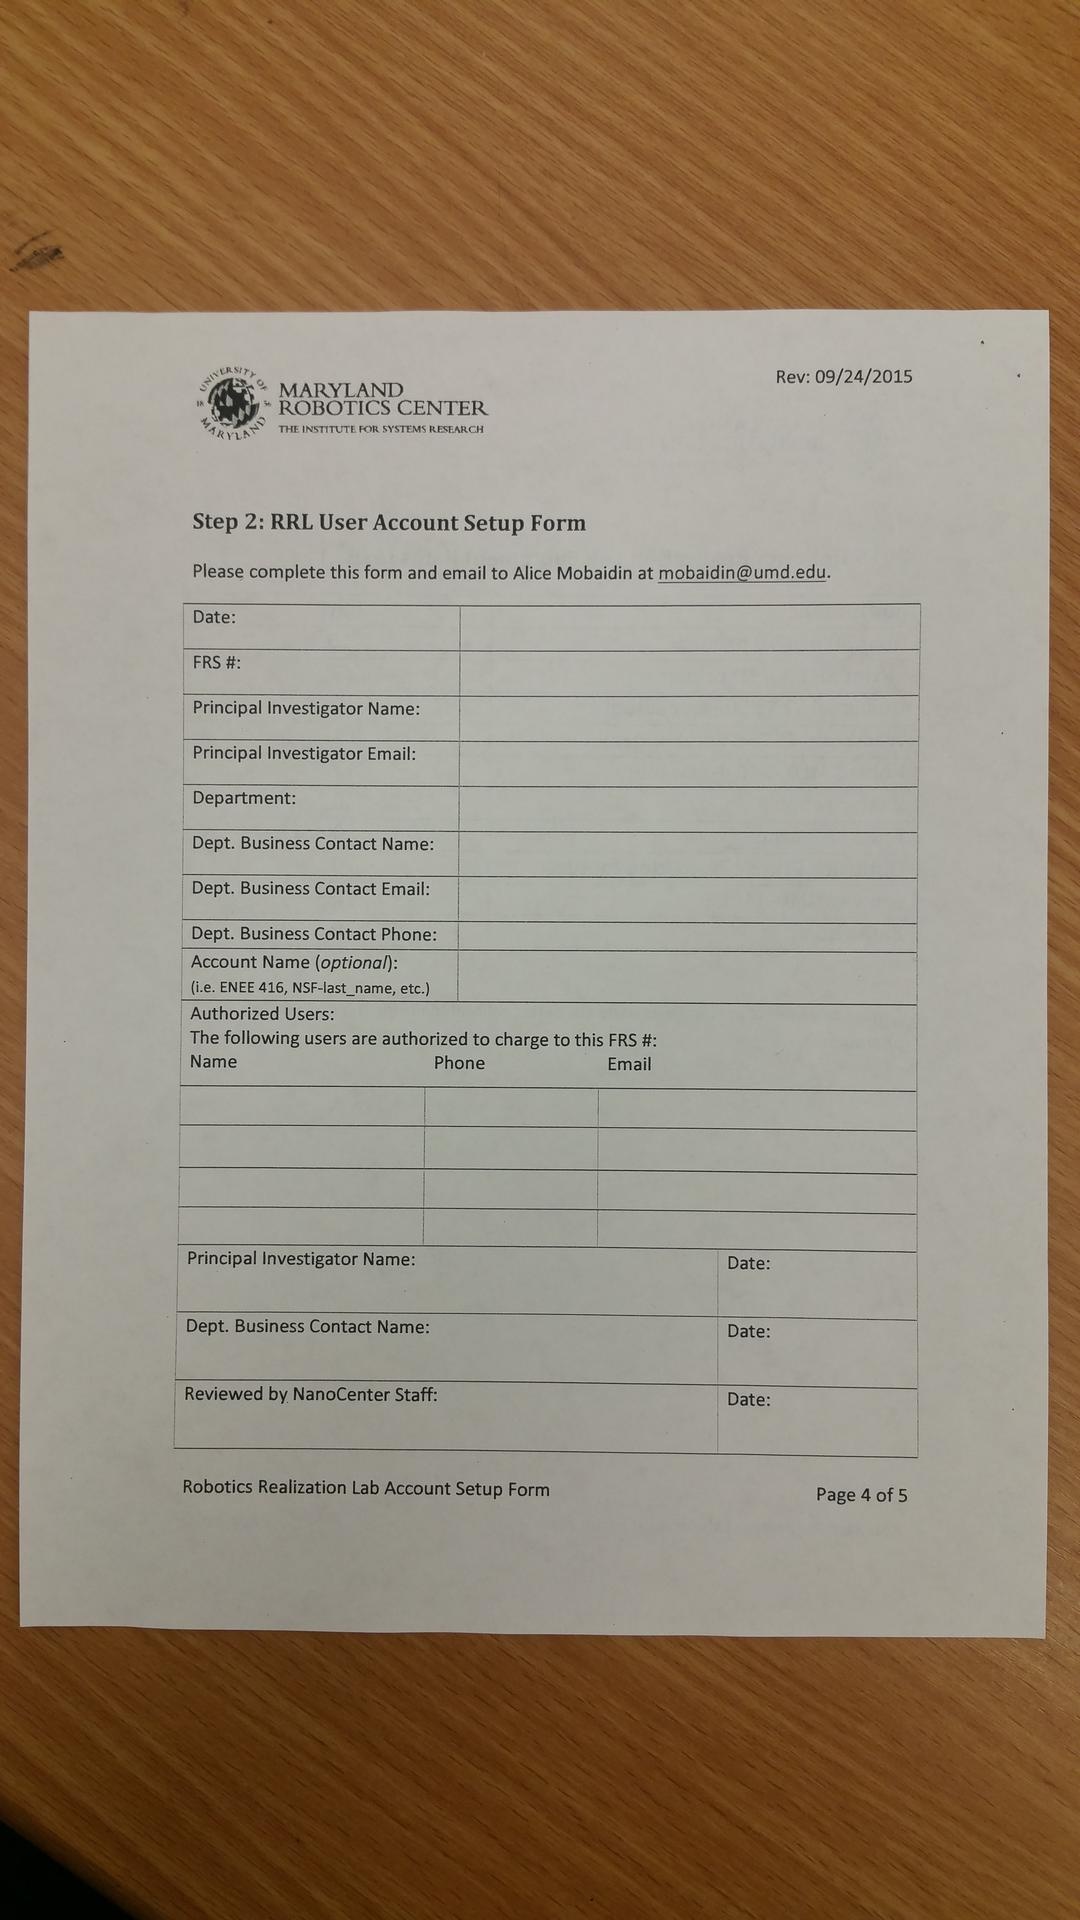 UNIVERSITY OF
MARYLAND
18 56
MARYLAND
ROBOTICS CENTER
THE INSTITUTE FOR SYSTEMS RESEARCH
Rev: 09/24/2015
Step 2: RRL User Account Setup Form
Please complete this form and email to Alice Mobaidin at mobaidin@umd.edu.
Date:
FRS #:
Principal Investigator Name:
Principal Investigator Email:
Department:
Dept. Business Contact Name:
Dept. Business Contact Email:
Dept. Business Contact Phone:
Account Name (optional):
(i.e. ENEE 416, NSF-last_name, etc.)
Authorized Users:
The following users are authorized to charge to this FRS #:
Name Phone Email
Principal Investigator Name: Date:
Dept. Business Contact Name: Date:
Reviewed by NanoCenter Staff: Date:
Robotics Realization Lab Account Setup Form Page 4 of 5